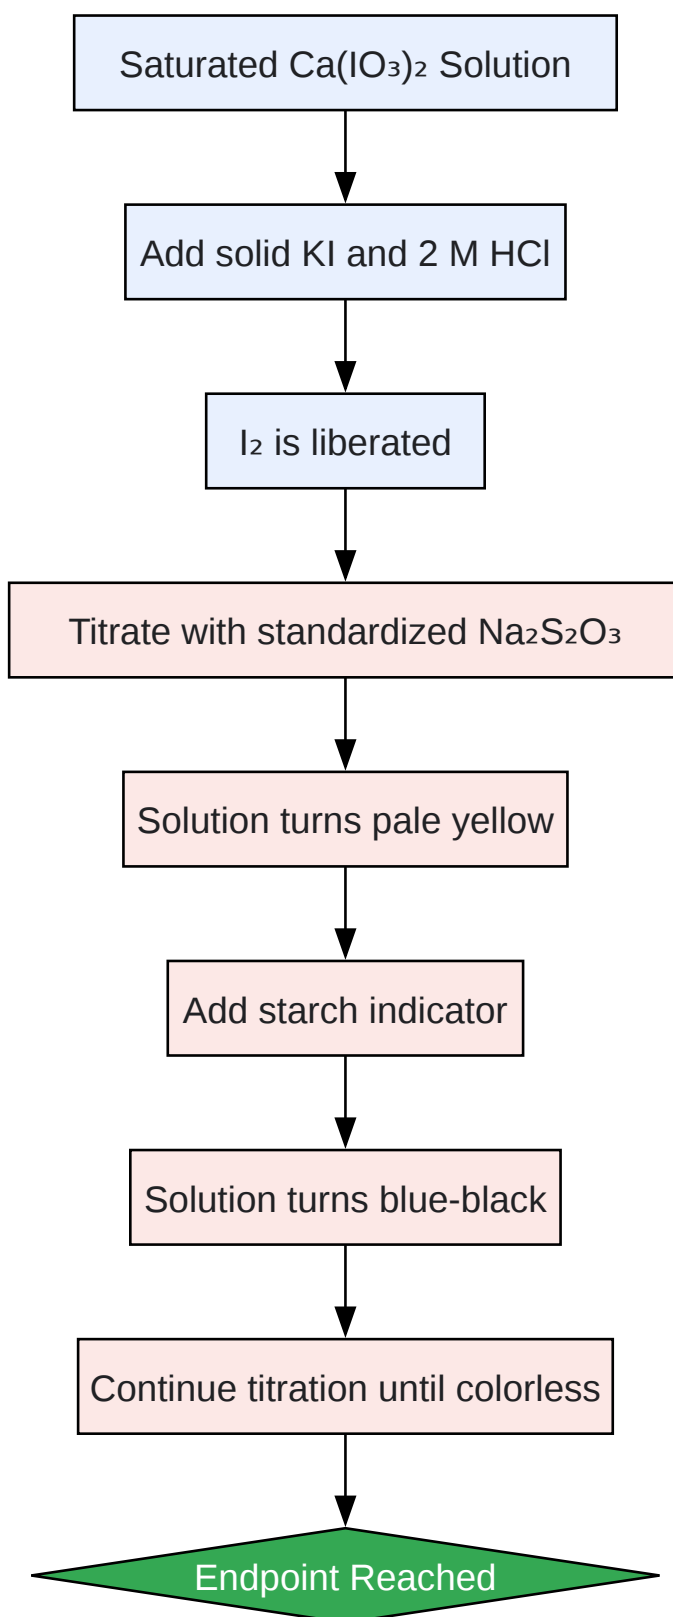 Saturated Ca(IO₃)₂ Solution
Add solid KI and 2 M HCl
I₂ is liberated
Titrate with standardized Na₂S₂O₃
Solution turns pale yellow
Add starch indicator
Solution turns blue-black
Continue titration until colorless
Endpoint Reached